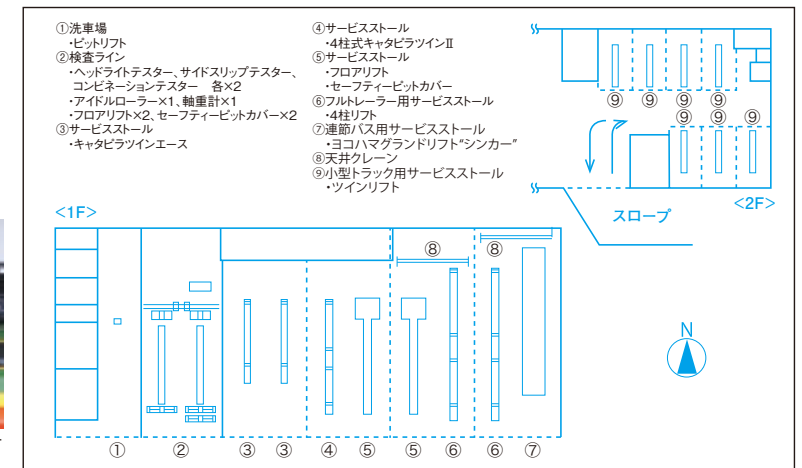 ①洗車場
・ピットリフト
②検査ライン
・ヘッドライトテスター、サイドスリップテスター、
コンビネーションテスター　各×2
・アイドルローラー×1、軸重計×1
・フロアリフト×2、セーフティーピットカバー×2
③サービスストール
・キャタピラツインエース
④サービスストール
・4柱式キャタピラツインⅡ
⑤サービスストール
・フロアリフト
・セーフティーピットカバー
⑥フルトレーラー用サービスストール
・4柱リフト
⑦連節バス用サービスストール
・ヨコハマグランドリフト“シンカー”
⑧天井クレーン
⑨小型トラック用サービスストール
・ツインリフト
⑨ ⑨ ⑨ ⑨
⑨ ⑨ ⑨
スロープ
<2F>
<1F>
⑧ ⑧
N
① ② ③ ③ ④ ⑤ ⑤ ⑥ ⑥ ⑦